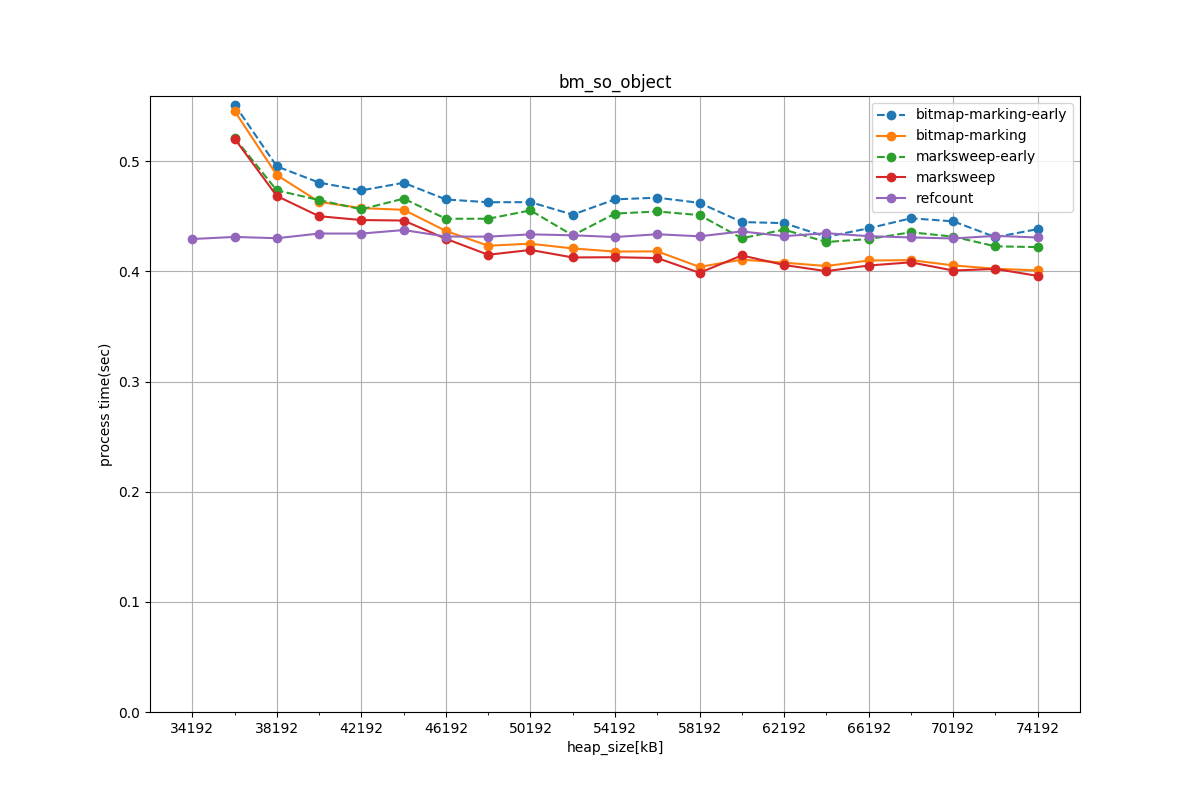 bm_so_object
bitmap-marking-early
bitmap-marking
marksweep-early
marksweep
refcount
process time(sec)
0.5
0.4
0.3
0.2
0.1
0.0
34192 38192 42192 46192 50192 54192 58192 62192 66192 70192 74192
heap_size[kB]